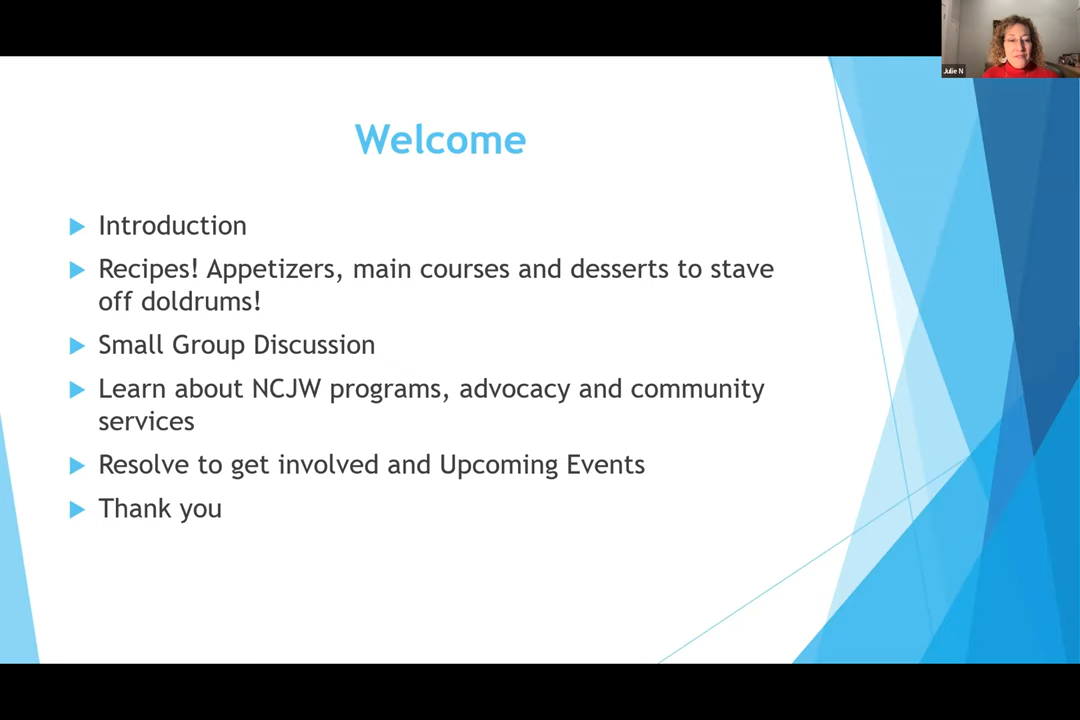 Julie N
Welcome
Introduction
Recipes! Appetizers, main courses and desserts to stave
off doldrums!
Small Group Discussion
Learn about NCJW programs, advocacy and community
services
Resolve to get involved and Upcoming Events
Thank you